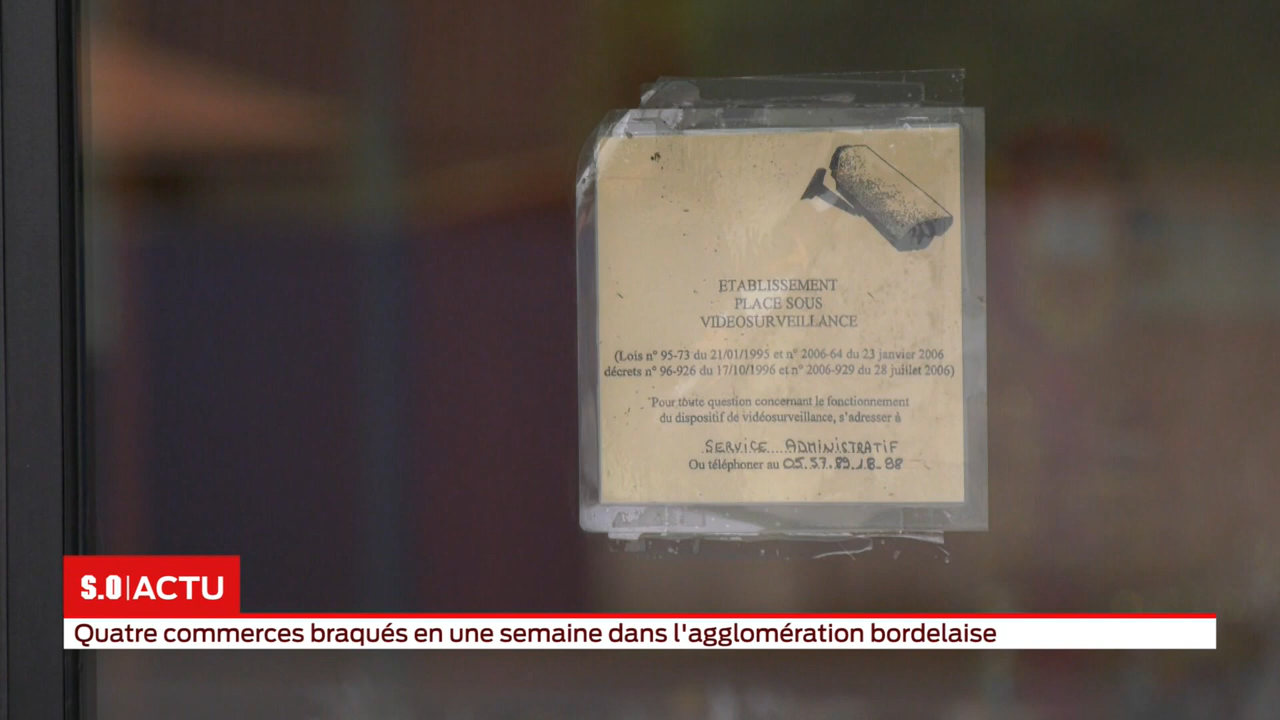 ETABLISSEMENT
PLACE SOUS
VIDEOSURVEILLANCE
(Lois n° 95-73 du 21/01/1995 et n° 2006-64 du 23 janvier 2006
décrets n° 96-926 du 17/10/1996 et n° 2006-929 du 28 juillet 2006)
Pour toute question concernant le fonctionnement
du dispositif de vidéosurveillance, s'adresser à
SERVICE ADMINISTRATIF
Ou téléphoner au 05.57.89.18.98
S.O|ACTU
Quatre commerces braqués en une semaine dans l'agglomération bordelaise